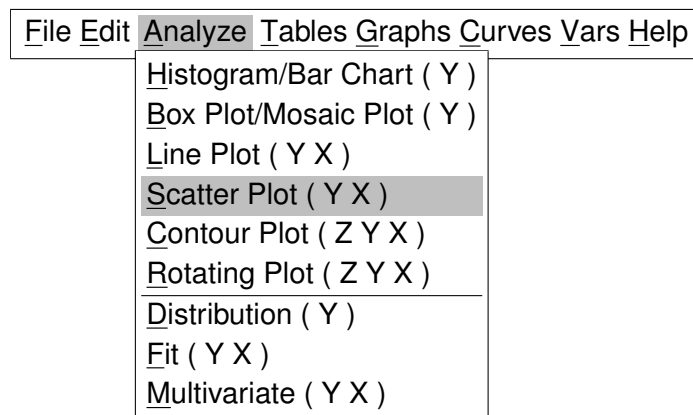 File Edit Analyze Tables Graphs Curves Vars Help
Histogram/Bar Chart ( Y )
Box Plot/Mosaic Plot ( Y )
Line Plot ( Y X )
Scatter Plot ( Y X )
Contour Plot ( Z Y X )
Rotating Plot ( Z Y X )
Distribution ( Y )
Fit ( Y X )
Multivariate ( Y X )